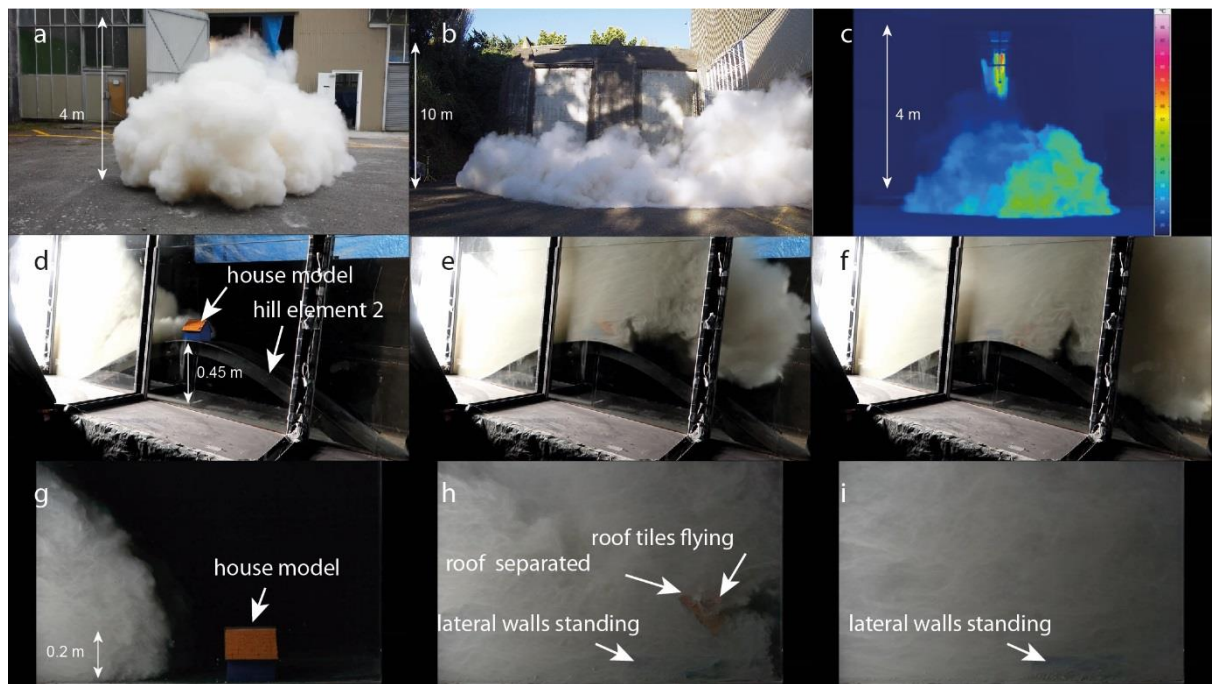 a
4 m
b
10 m
c
4 m
°C
d
house model
hill element 2
0.45 m
e
f
g
house model
0.2 m
h
roof tiles flying
roof separated
lateral walls standing
i
lateral walls standing